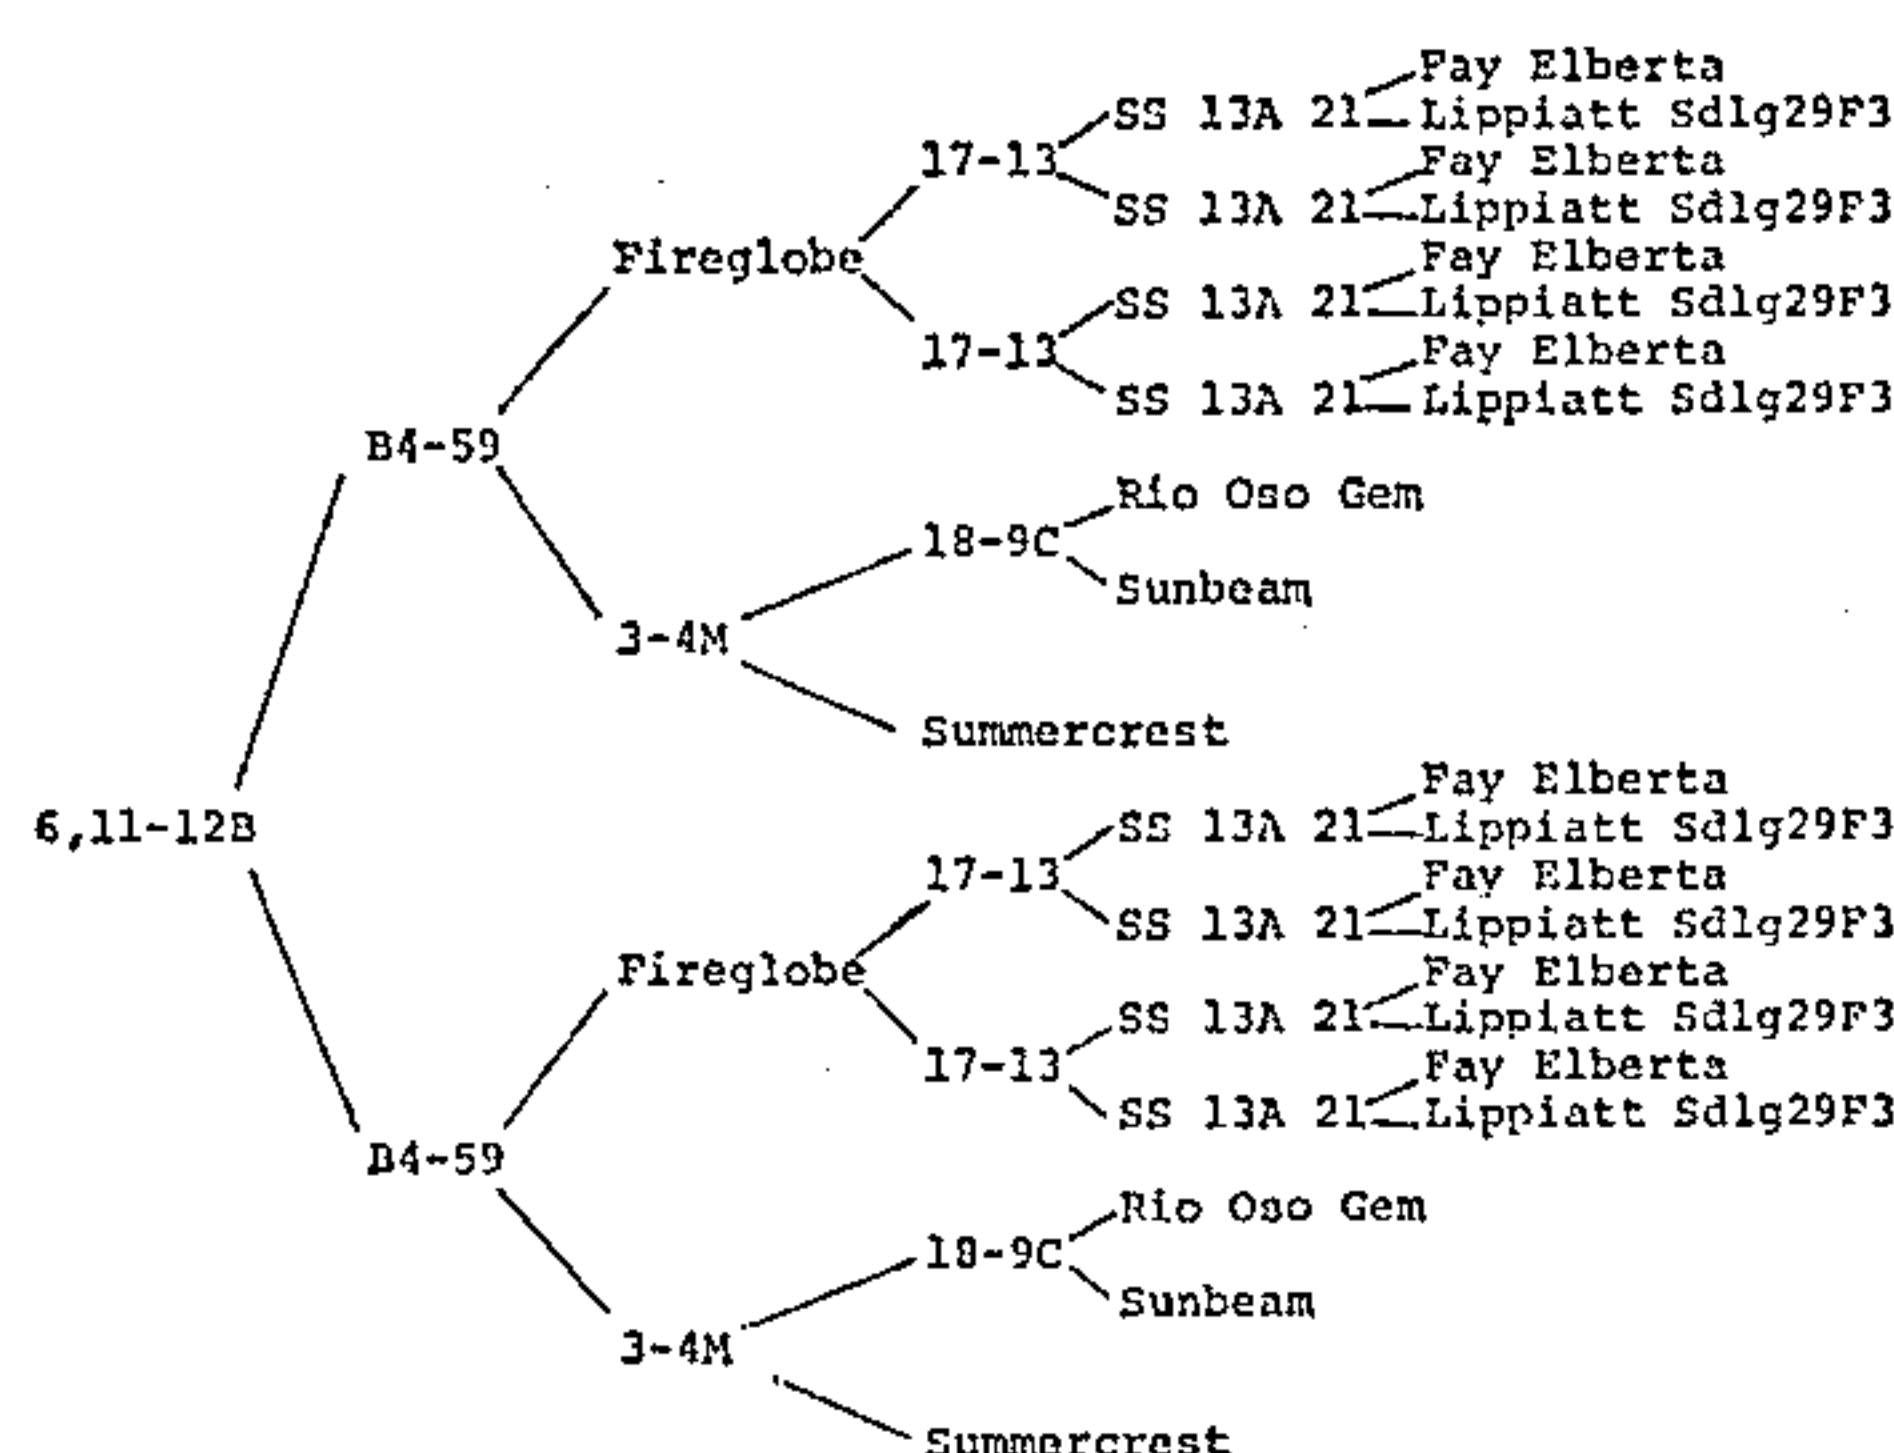 Fay Elberta
SS 13A 21 Lippiatt Sdlg29F3
17-13 Fay Elberta
SS 13A 21 Lippiatt Sdlg29F3
Fireglobe Fay Elberta
SS 13A 21 Lippiatt Sdlg29F3
17-13 Fay Elberta
SS 13A 21 Lippiatt Sdlg29F3
B4-59
Rio Oso Gem
18-9C
Sunbeam
3-4M
Summercrest
Fay Elberta
6,11-12B SS 13A 21 Lippiatt Sdlg29F3
17-13 Fay Elberta
SS 13A 21 Lippiatt Sdlg29F3
Fireglobe Fay Elberta
SS 13A 21 Lippiatt Sdlg29F3
17-13 Fay Elberta
SS 13A 21 Lippiatt Sdlg29F3
B4-59
Rio Oso Gem
18-9C
Sunbeam
3-4M
Summercrest